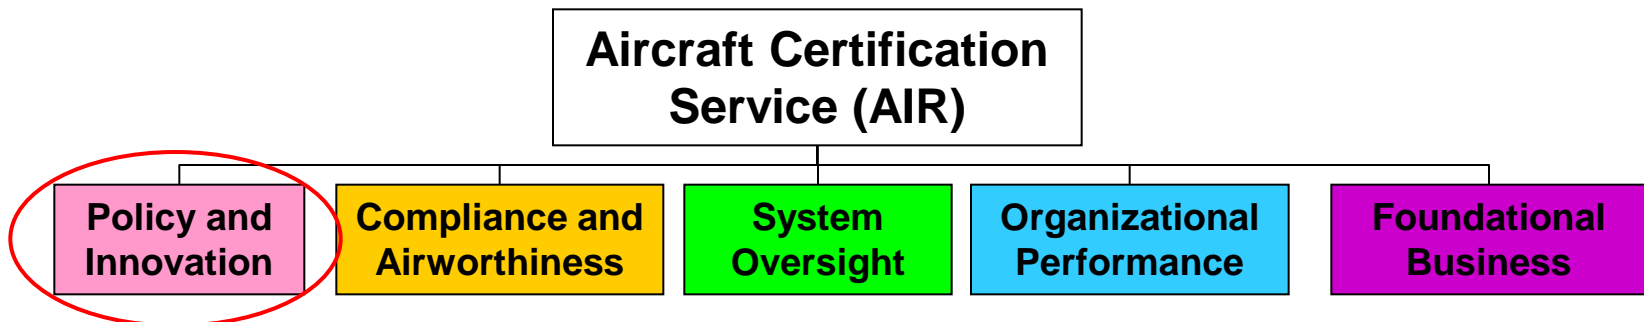 Aircraft Certification
Service (AIR)
Policy and
Innovation
Compliance and
Airworthiness
System
Oversight
Organizational
Performance
Foundational
Business